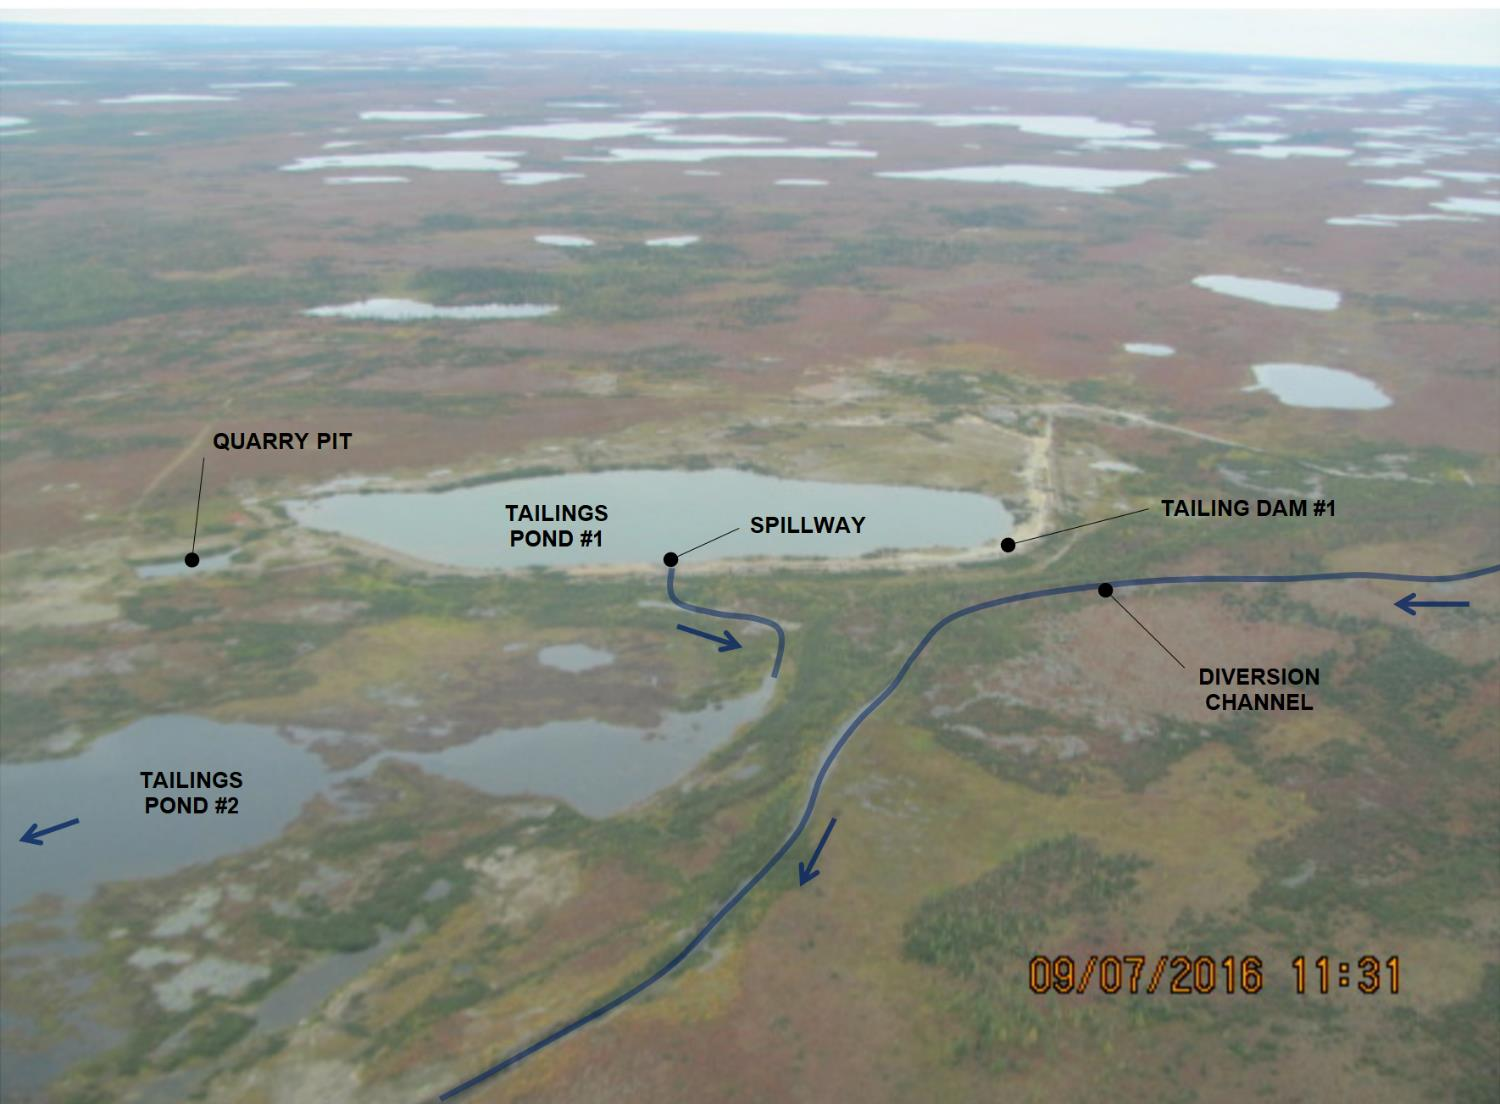 QUARRY PIT
TAILINGS
POND #1
SPILLWAY
TAILING DAM #1
DIVERSION
CHANNEL
TAILINGS
POND #2
09/07/2016 11:31